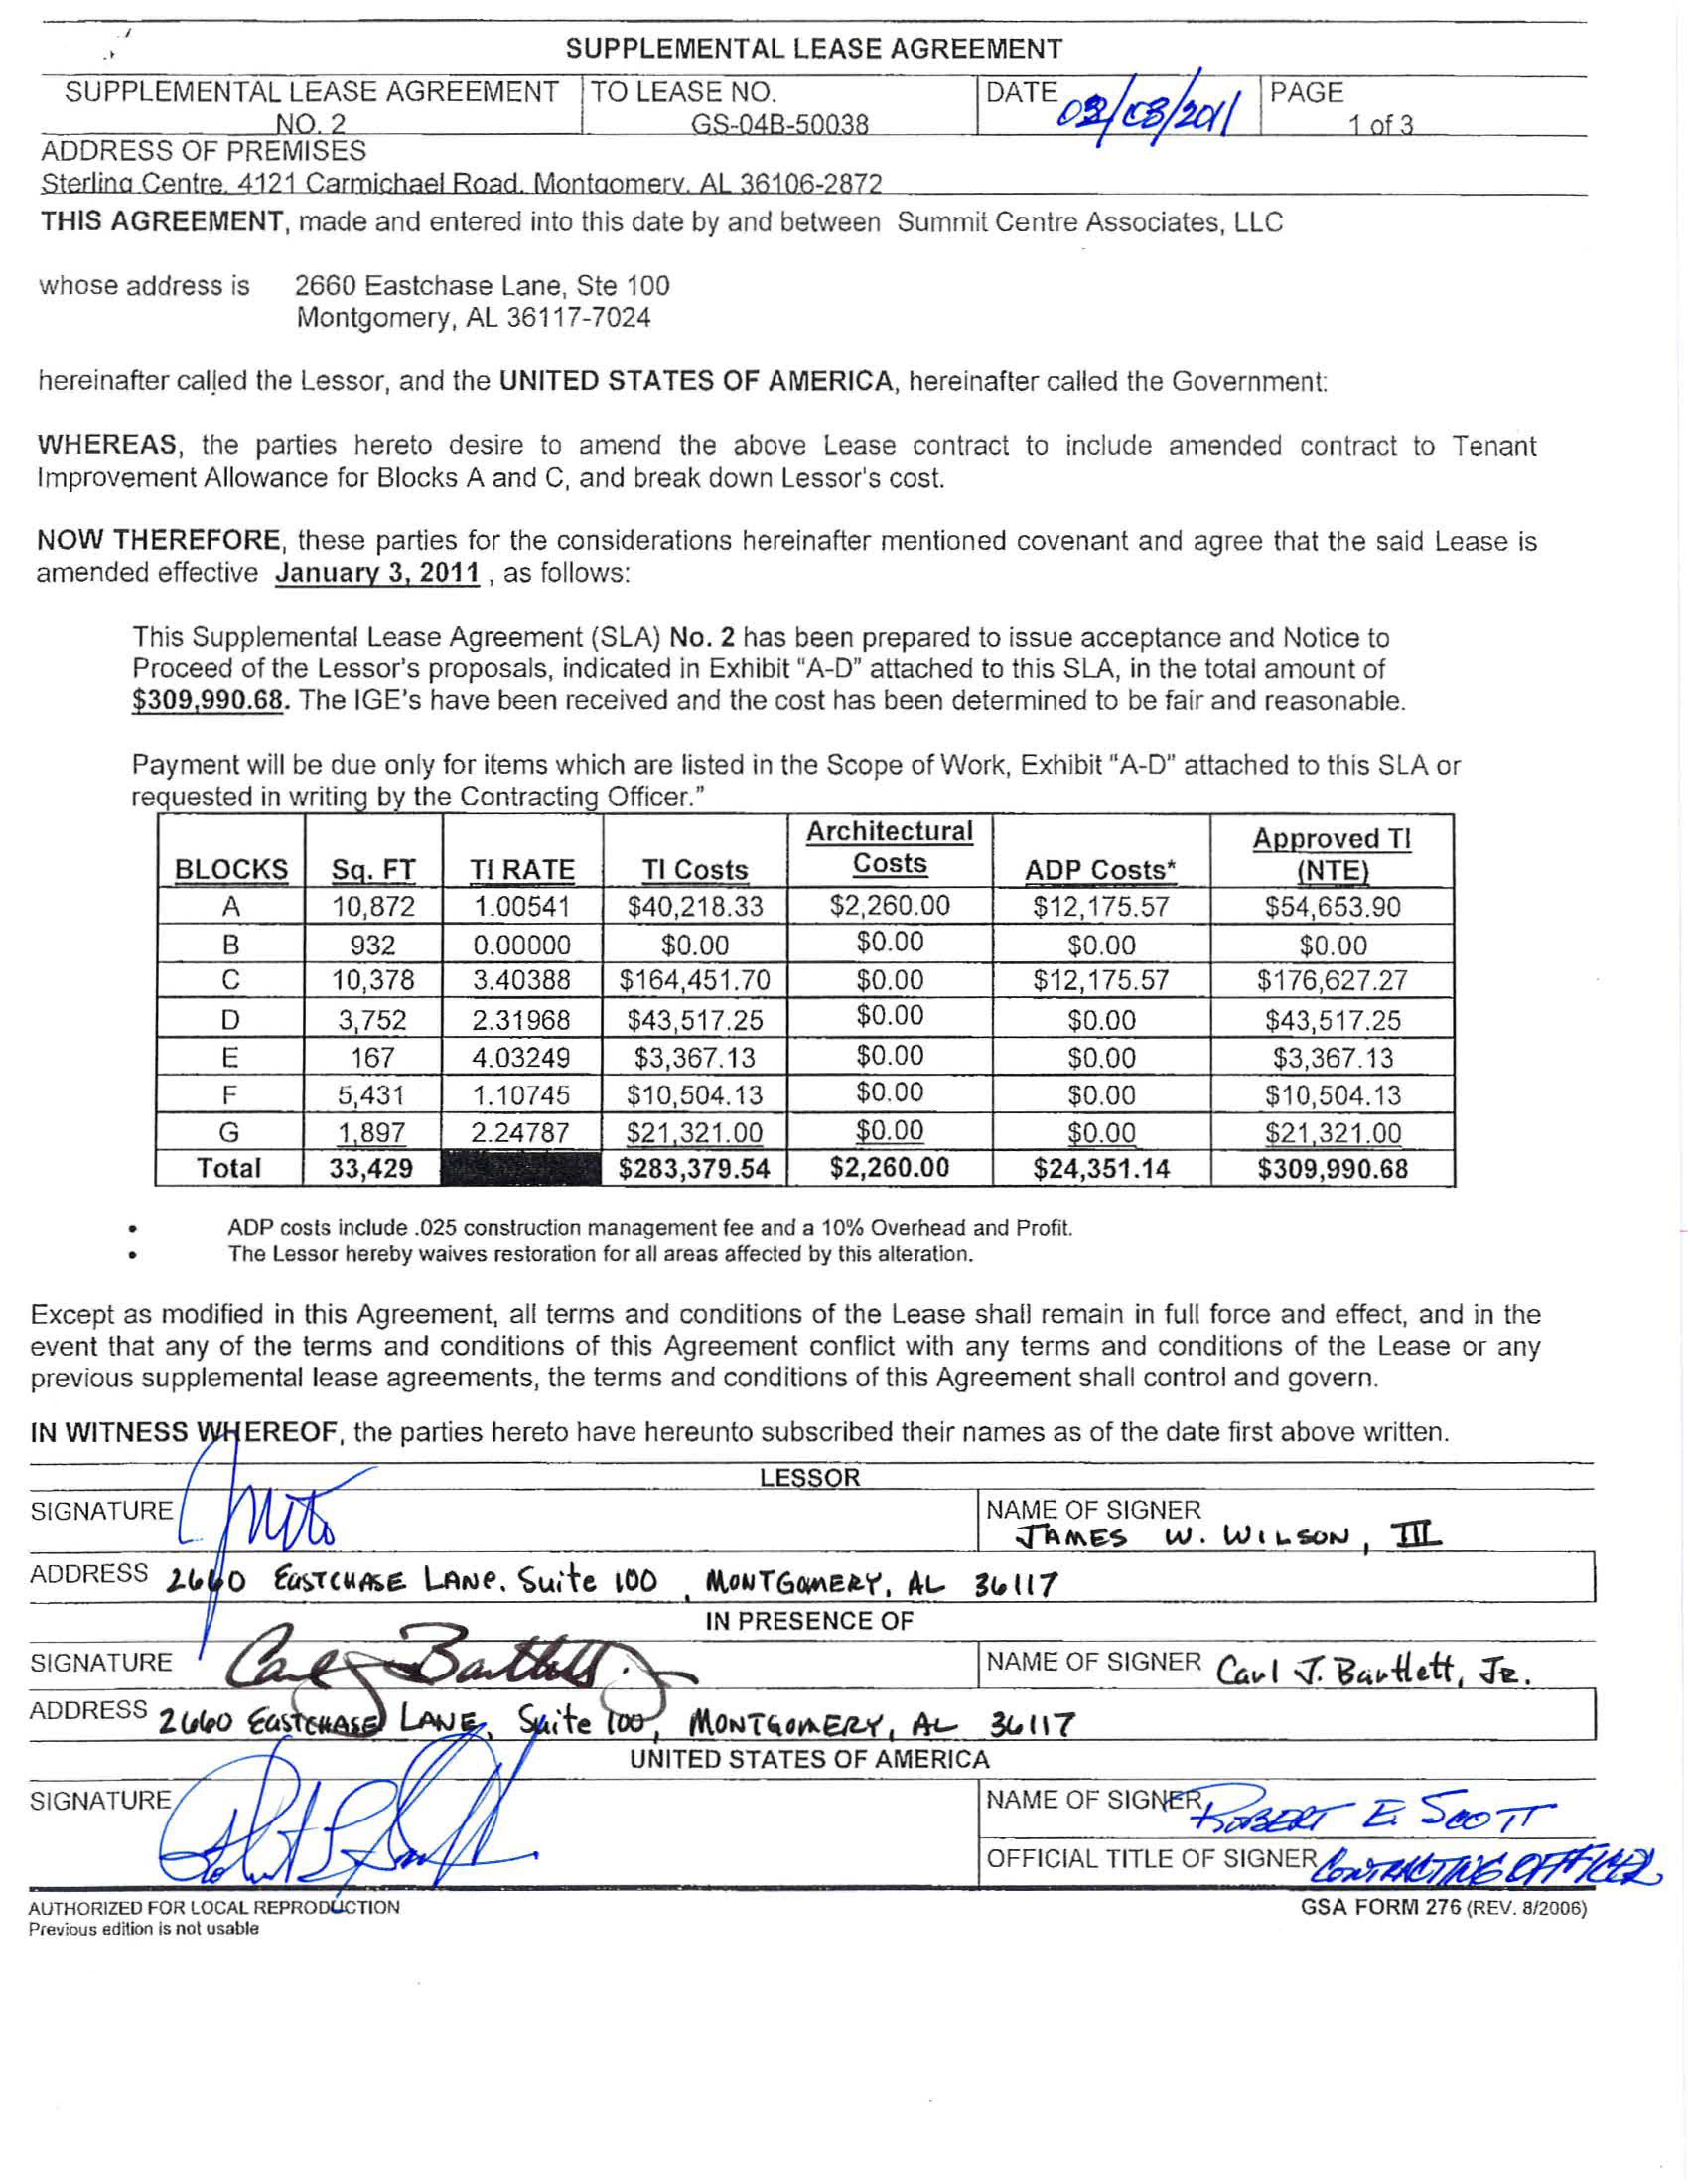 SUPPLEMENTAL LEASE AGREEMENT
SUPPLEMENTAL LEASE AGREEMENT TO LEASE NO. DATE 03/03/2011 PAGE
NO. 2 GS-04B-50038 1 of 3
ADDRESS OF PREMISES
Sterling Centre, 4121 Carmichael Road, Montgomery, AL 36106-2872
THIS AGREEMENT, made and entered into this date by and between Summit Centre Associates, LLC
whose address is 2660 Eastchase Lane, Ste 100
Montgomery, AL 36117-7024
hereinafter called the Lessor, and the UNITED STATES OF AMERICA, hereinafter called the Government:
WHEREAS, the parties hereto desire to amend the above Lease contract to include amended contract to Tenant
Improvement Allowance for Blocks A and C, and break down Lessor's cost.
NOW THEREFORE, these parties for the considerations hereinafter mentioned covenant and agree that the said Lease is
amended effective January 3, 2011 , as follows:
This Supplemental Lease Agreement (SLA) No. 2 has been prepared to issue acceptance and Notice to
Proceed of the Lessor's proposals, indicated in Exhibit "A-D" attached to this SLA, in the total amount of
$309,990.68. The IGE's have been received and the cost has been determined to be fair and reasonable.
Payment will be due only for items which are listed in the Scope of Work, Exhibit "A-D" attached to this SLA or
requested in writing by the Contracting Officer."
BLOCKS Sq. FT TI RATE TI Costs Architectural Costs ADP Costs* Approved TI (NTE)
A 10,872 1.00541 $40,218.33 $2,260.00 $12,175.57 $54,653.90
B 932 0.00000 $0.00 $0.00 $0.00 $0.00
C 10,378 3.40388 $164,451.70 $0.00 $12,175.57 $176,627.27
D 3,752 2.31968 $43,517.25 $0.00 $0.00 $43,517.25
E 167 4.03249 $3,367.13 $0.00 $0.00 $3,367.13
F 5,431 1.10745 $10,504.13 $0.00 $0.00 $10,504.13
G 1,897 2.24787 $21,321.00 $0.00 $0.00 $21,321.00
Total 33,429 $283,379.54 $2,260.00 $24,351.14 $309,990.68
• ADP costs include .025 construction management fee and a 10% Overhead and Profit.
• The Lessor hereby waives restoration for all areas affected by this alteration.
Except as modified in this Agreement, all terms and conditions of the Lease shall remain in full force and effect, and in the
event that any of the terms and conditions of this Agreement conflict with any terms and conditions of the Lease or any
previous supplemental lease agreements, the terms and conditions of this Agreement shall control and govern.
IN WITNESS WHEREOF, the parties hereto have hereunto subscribed their names as of the date first above written.
LESSOR
SIGNATURE NAME OF SIGNER
JAMES W. WILSON, III
ADDRESS 2660 EASTCHASE LANE, Suite 100, MONTGOMERY, AL 36117
IN PRESENCE OF
SIGNATURE Carl J Bartlett Jr NAME OF SIGNER Carl J. Bartlett, JR.
ADDRESS 2660 EASTCHASE LANE, Suite 100, MONTGOMERY, AL 36117
UNITED STATES OF AMERICA
SIGNATURE NAME OF SIGNER ROBERT E. SCOTT
OFFICIAL TITLE OF SIGNER CONTRACTING OFFICER
AUTHORIZED FOR LOCAL REPRODUCTION GSA FORM 276 (REV. 8/2006)
Previous edition is not usable